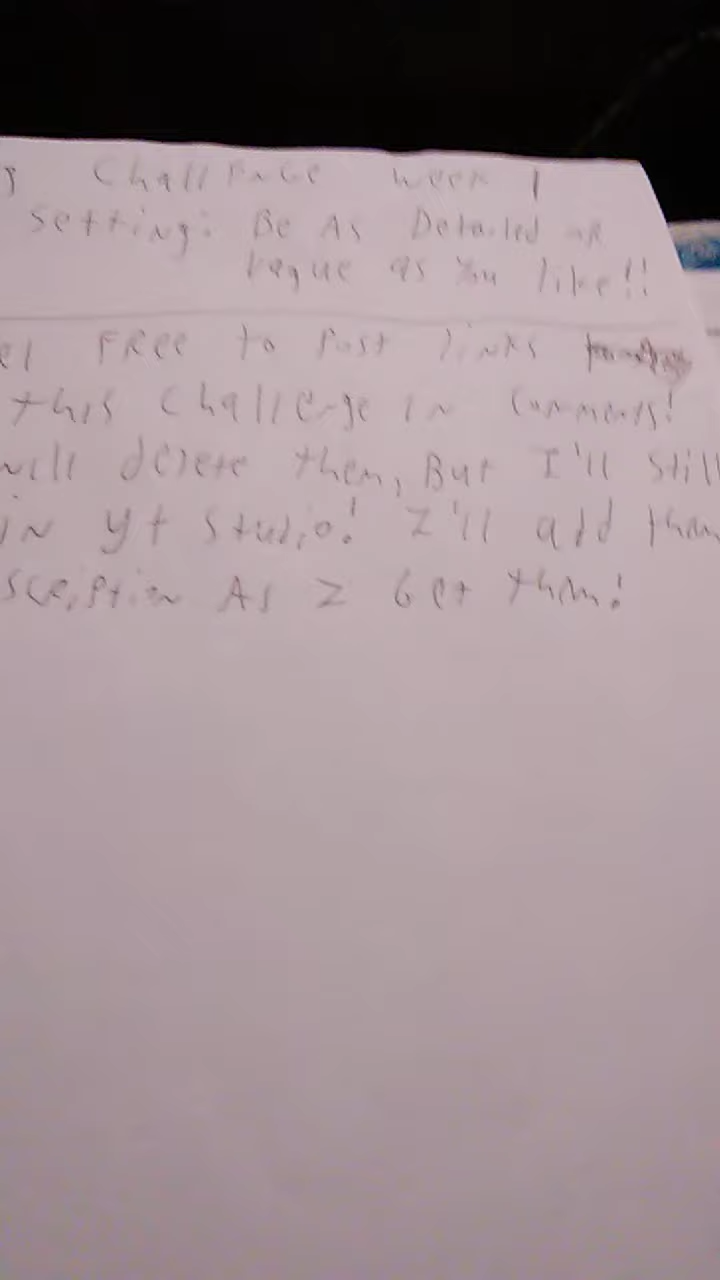 Challenge Week 1
Setting: Be As Detailed or
vague as you like!!
el FREE to Post links
this Challenge in Comments!
will delete them, But I'll still
in yt studio! I'll add them
scription As I Get them!